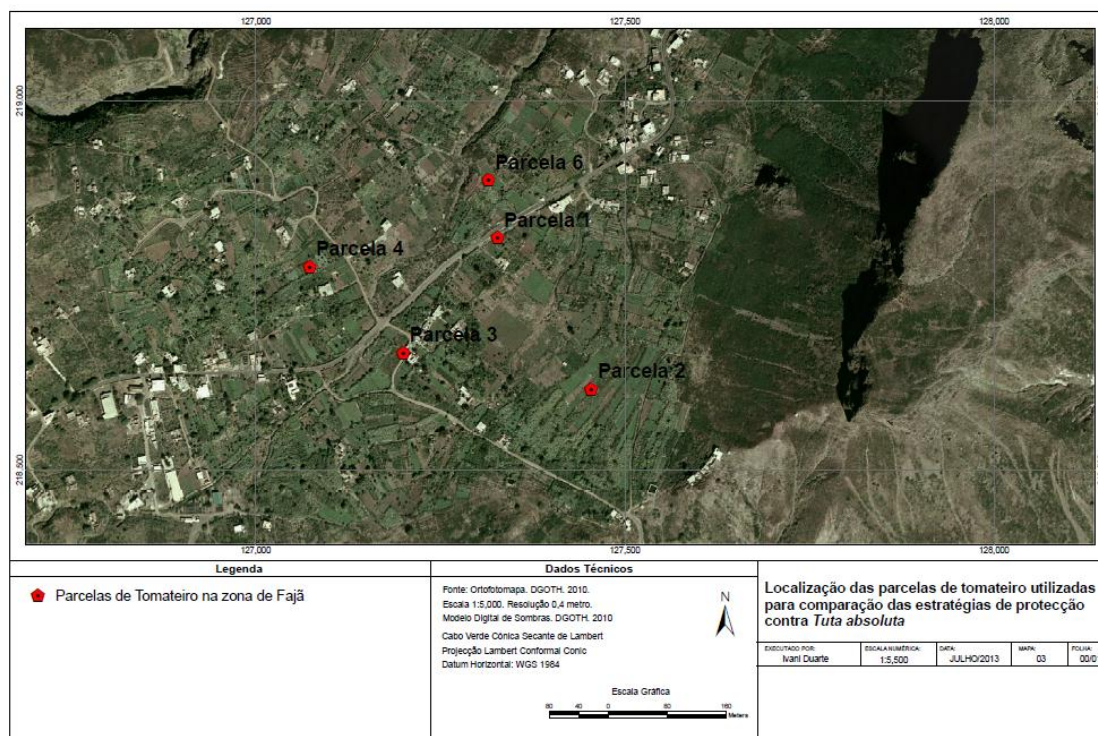 127,000 127,500 128,000
219,000
Parcela 6
Parcela 1
Parcela 4
Parcela 3
Parcela 2
218,500
127,000 127,500 128,000
Legenda
Parcelas de Tomateiro na zona de Fajã
Dados Técnicos
Fonte: Ortofotomapa. DGOTH. 2010.
Escala 1:5,000. Resolução 0,4 metro.
Modelo Digital de Sombras. DGOTH. 2010
Cabo Verde Cónica Secante de Lambert
Projecção Lambert Conformal Conic
Datum Horizontal: WGS 1984
N
Escala Gráfica
80 40 0 80 160
Meters
Localização das parcelas de tomateiro utilizadas
para comparação das estratégias de protecção
contra Tuta absoluta
EXECUTADO POR: ESCALA NUMÉRICA: DATA: MAPA: FOLHA:
Ivani Duarte 1:5,500 JULHO/2013 03 00/0